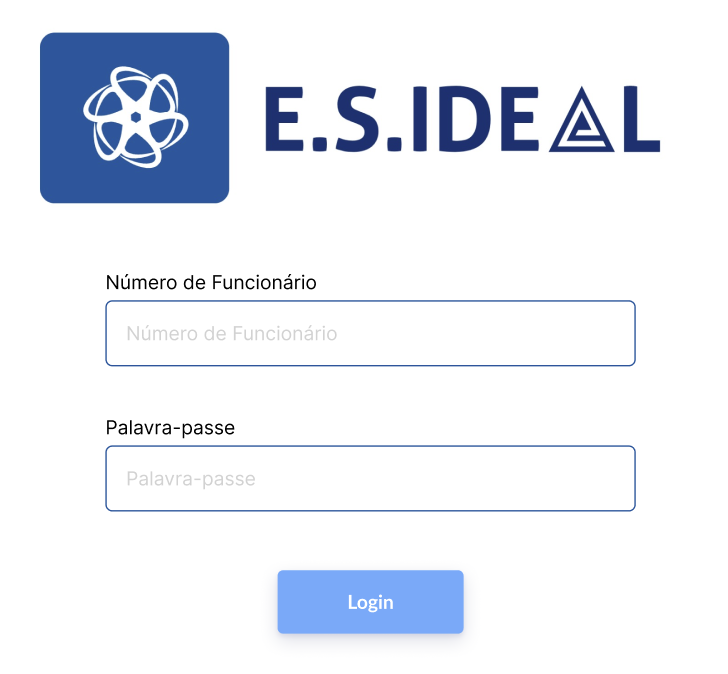 E.S.IDEAL
Número de Funcionário
Número de Funcionário
Palavra-passe
Palavra-passe
Login